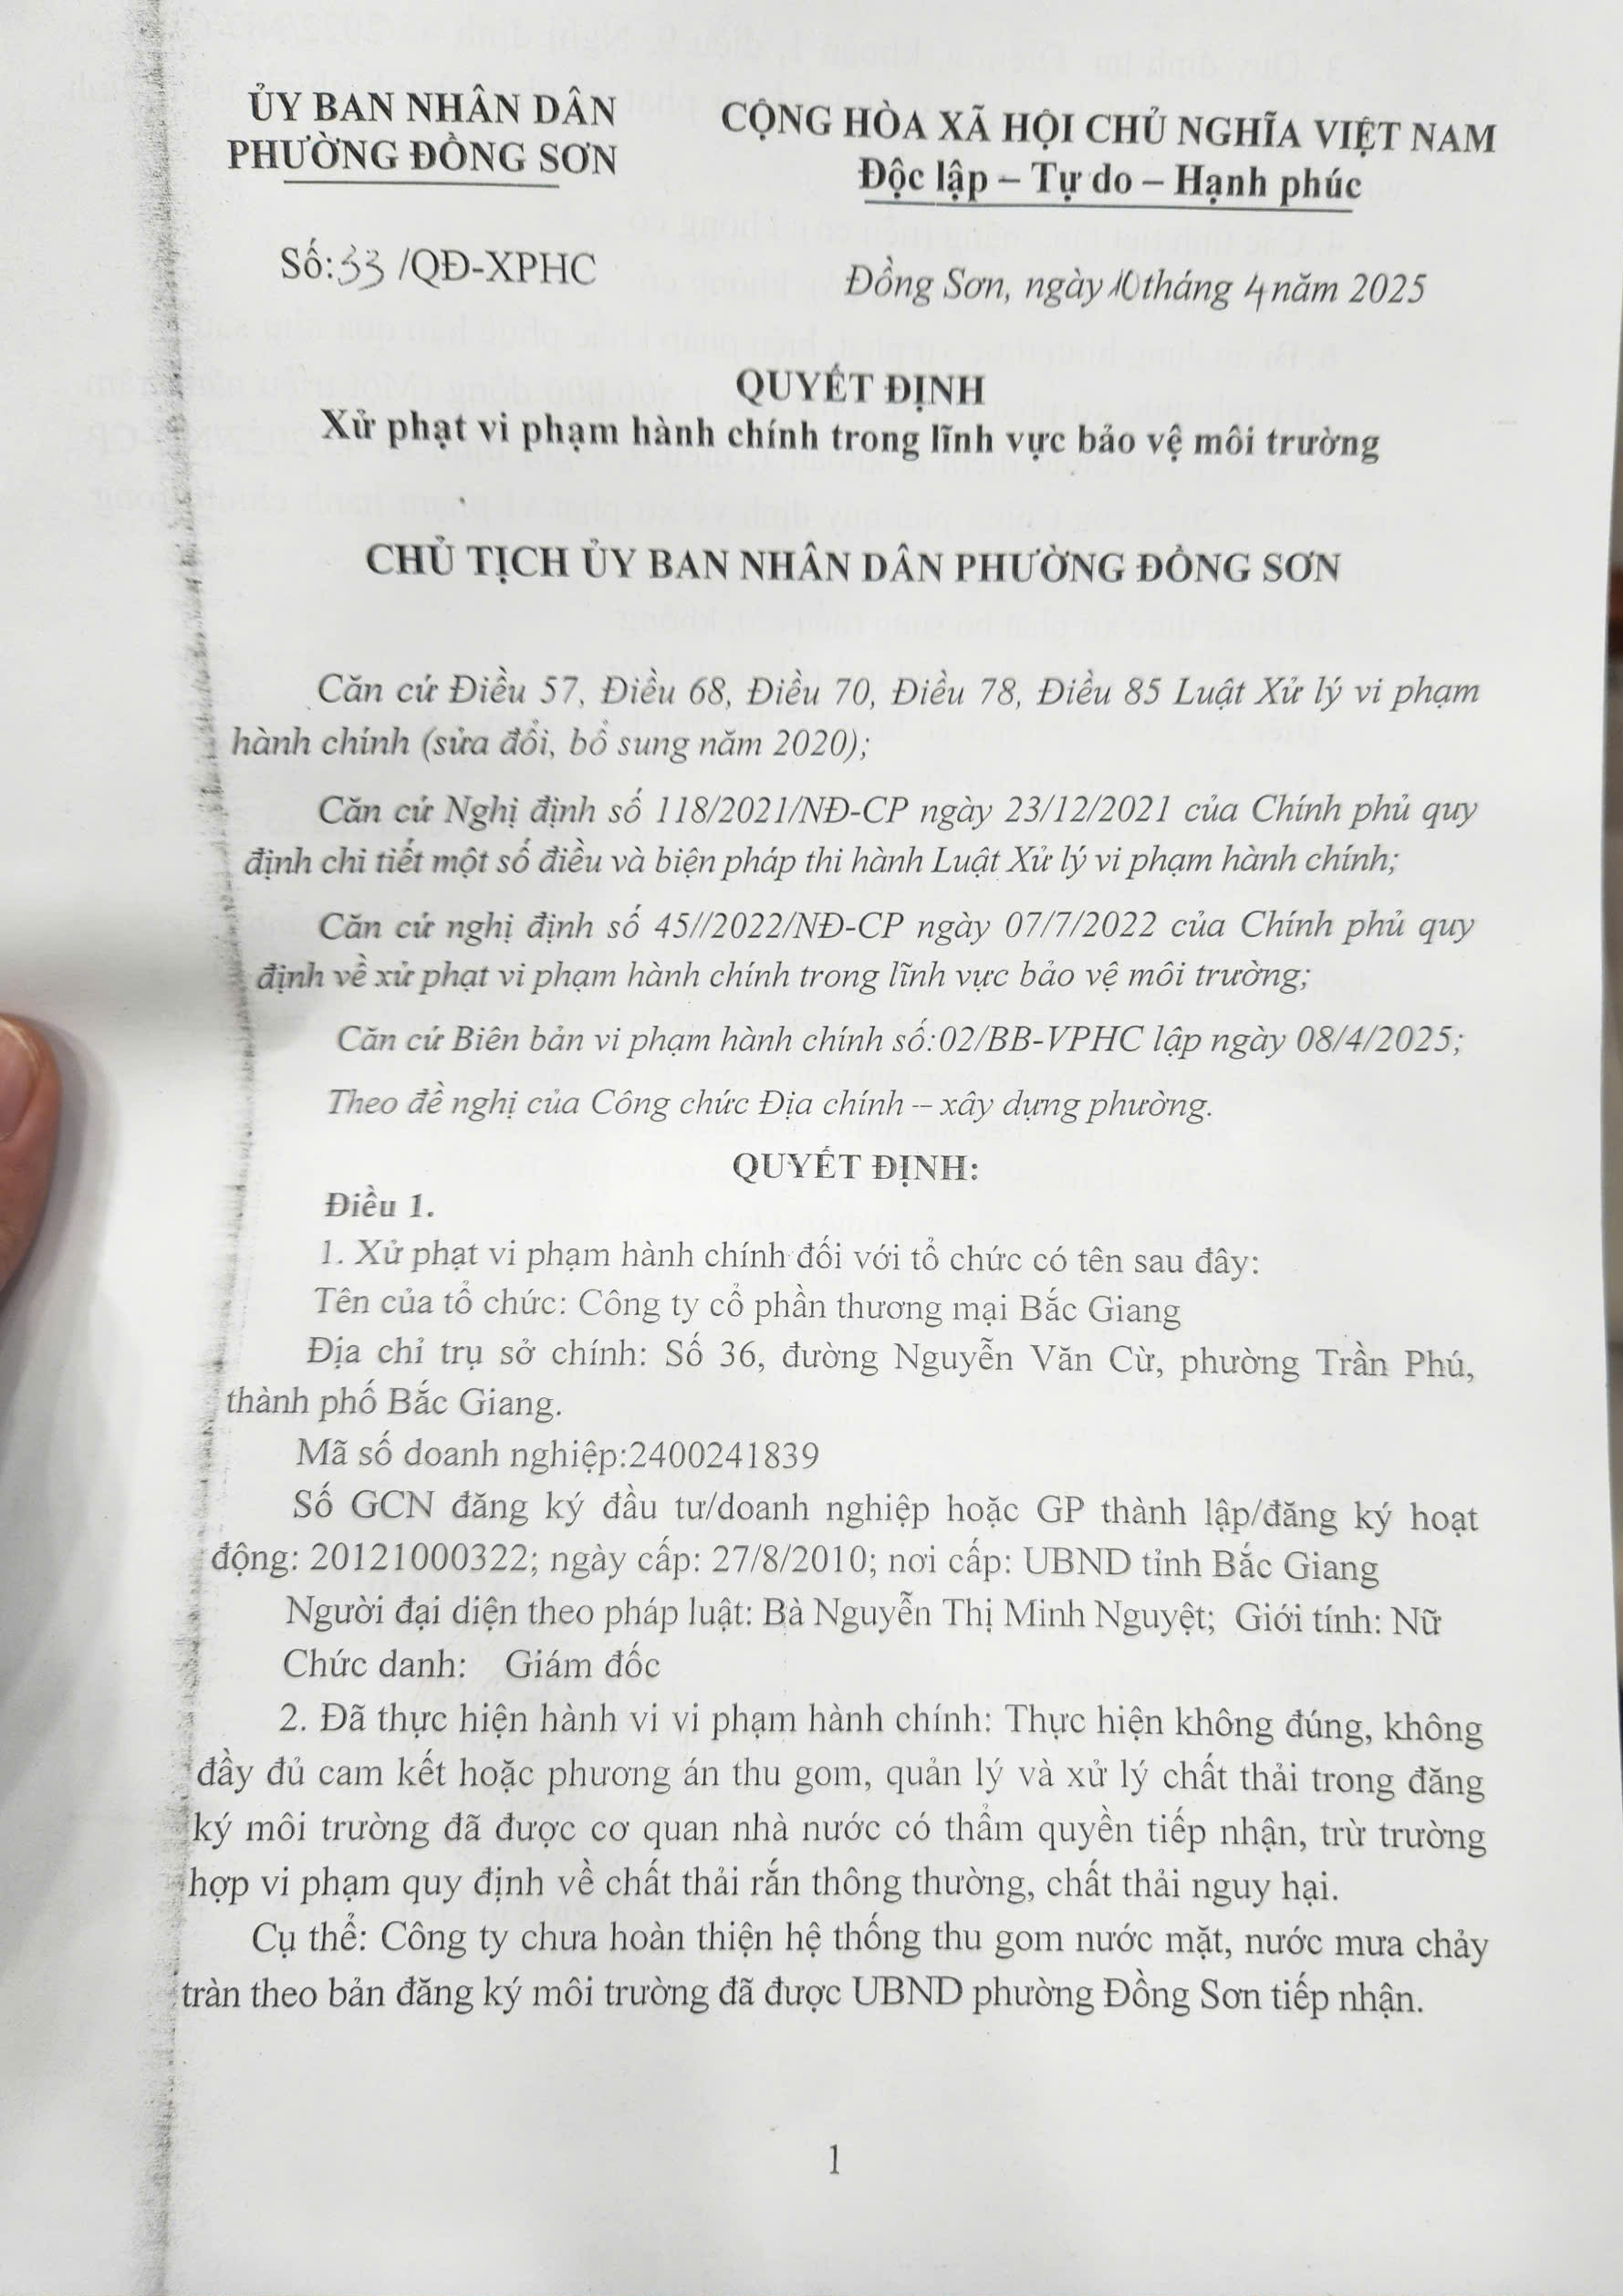 ỦY BAN NHÂN DÂN
PHƯỜNG ĐỒNG SƠN
CỘNG HÒA XÃ HỘI CHỦ NGHĨA VIỆT NAM
Độc lập – Tự do – Hạnh phúc
Số:33 /QĐ-XPHC
Đồng Sơn, ngày 10 tháng 4 năm 2025
QUYẾT ĐỊNH
Xử phạt vi phạm hành chính trong lĩnh vực bảo vệ môi trường
CHỦ TỊCH ỦY BAN NHÂN DÂN PHƯỜNG ĐỒNG SƠN
Căn cứ Điều 57, Điều 68, Điều 70, Điều 78, Điều 85 Luật Xử lý vi phạm
hành chính (sửa đổi, bổ sung năm 2020);
Căn cứ Nghị định số 118/2021/NĐ-CP ngày 23/12/2021 của Chính phủ quy
định chi tiết một số điều và biện pháp thi hành Luật Xử lý vi phạm hành chính;
Căn cứ nghị định số 45//2022/NĐ-CP ngày 07/7/2022 của Chính phủ quy
định về xử phạt vi phạm hành chính trong lĩnh vực bảo vệ môi trường;
Căn cứ Biên bản vi phạm hành chính số:02/BB-VPHC lập ngày 08/4/2025;
Theo đề nghị của Công chức Địa chính – xây dựng phường.
QUYẾT ĐỊNH:
Điều 1.
1. Xử phạt vi phạm hành chính đối với tổ chức có tên sau đây:
Tên của tổ chức: Công ty cổ phần thương mại Bắc Giang
Địa chỉ trụ sở chính: Số 36, đường Nguyễn Văn Cừ, phường Trần Phú,
thành phố Bắc Giang.
Mã số doanh nghiệp:2400241839
Số GCN đăng ký đầu tư/doanh nghiệp hoặc GP thành lập/đăng ký hoạt
động: 20121000322; ngày cấp: 27/8/2010; nơi cấp: UBND tỉnh Bắc Giang
Người đại diện theo pháp luật: Bà Nguyễn Thị Minh Nguyệt; Giới tính: Nữ
Chức danh: Giám đốc
2. Đã thực hiện hành vi vi phạm hành chính: Thực hiện không đúng, không
đầy đủ cam kết hoặc phương án thu gom, quản lý và xử lý chất thải trong đăng
ký môi trường đã được cơ quan nhà nước có thẩm quyền tiếp nhận, trừ trường
hợp vi phạm quy định về chất thải rắn thông thường, chất thải nguy hại.
Cụ thể: Công ty chưa hoàn thiện hệ thống thu gom nước mặt, nước mưa chảy
tràn theo bản đăng ký môi trường đã được UBND phường Đồng Sơn tiếp nhận.
1